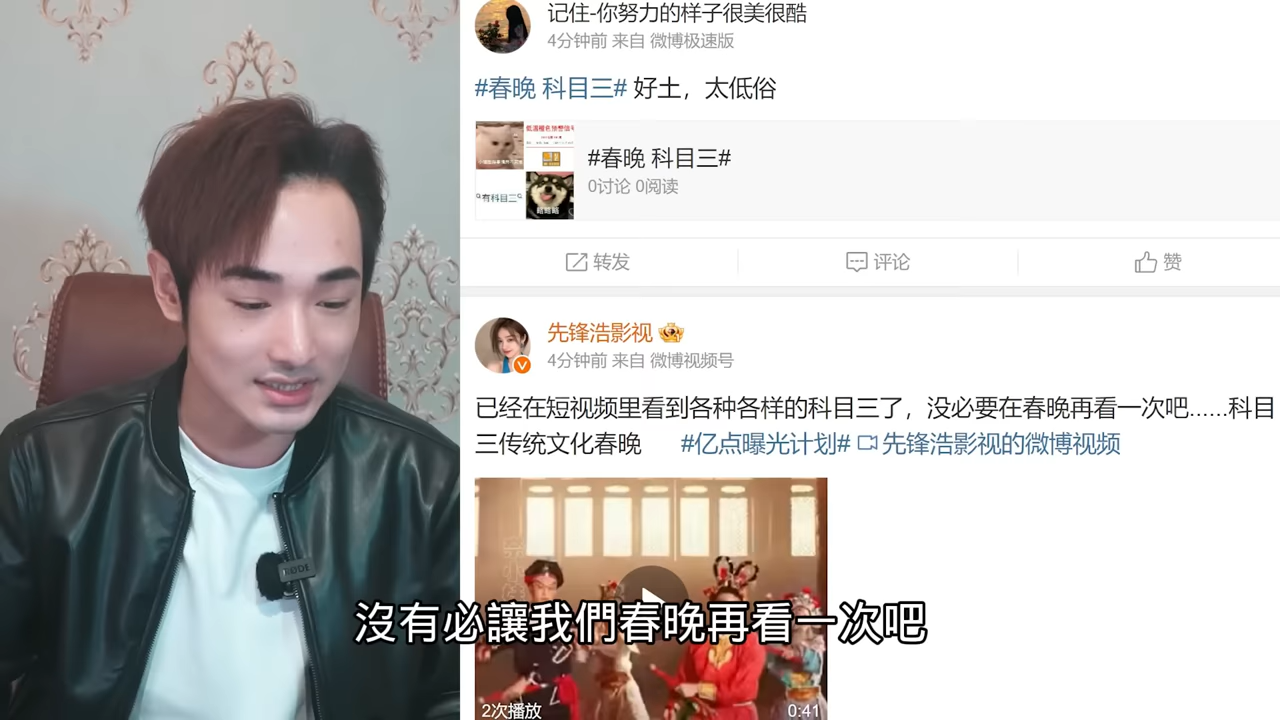 记住-你努力的样子很美很酷
4分钟前 来自 微博极速版
#春晚 科目三# 好土，太低俗
#春晚 科目三#
0讨论 0阅读
有科目三
转发
评论
赞
先锋浩影视
4分钟前 来自 微博视频号
已经在短视频里看到各种各样的科目三了，没必要在春晚再看一次吧……科目
三传统文化春晚 #亿点曝光计划# 先锋浩影视的微博视频
RODE
沒有必讓我們春晚再看一次吧
2次播放
0:41